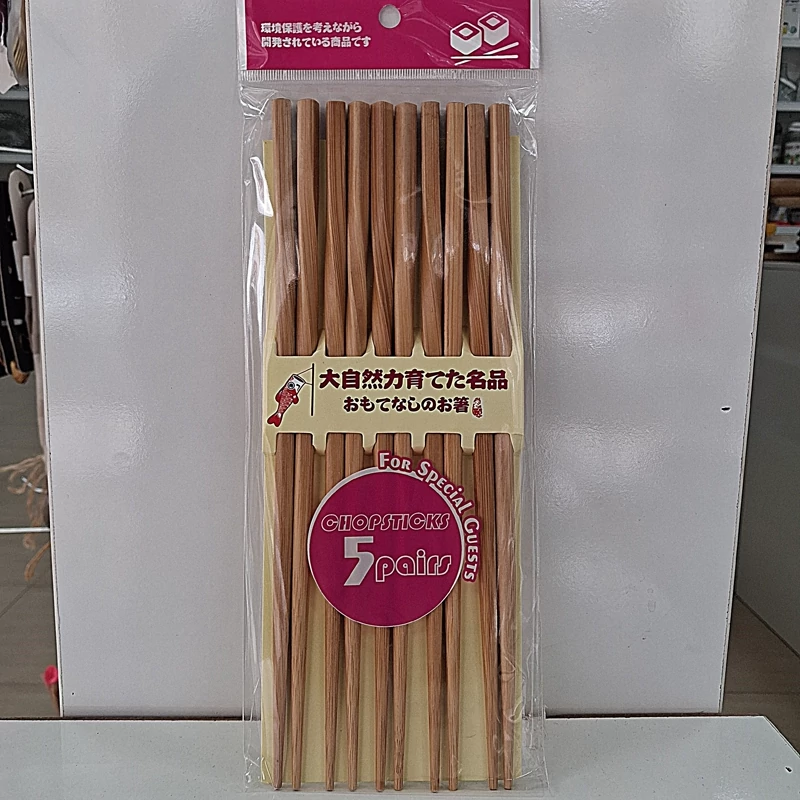 環境保護を考えながら
開発されている商品です
大自然力育てた名品
おもてなしのお箸
FOR SPECIAL GUESTS
CHOPSTICKS
5pairs